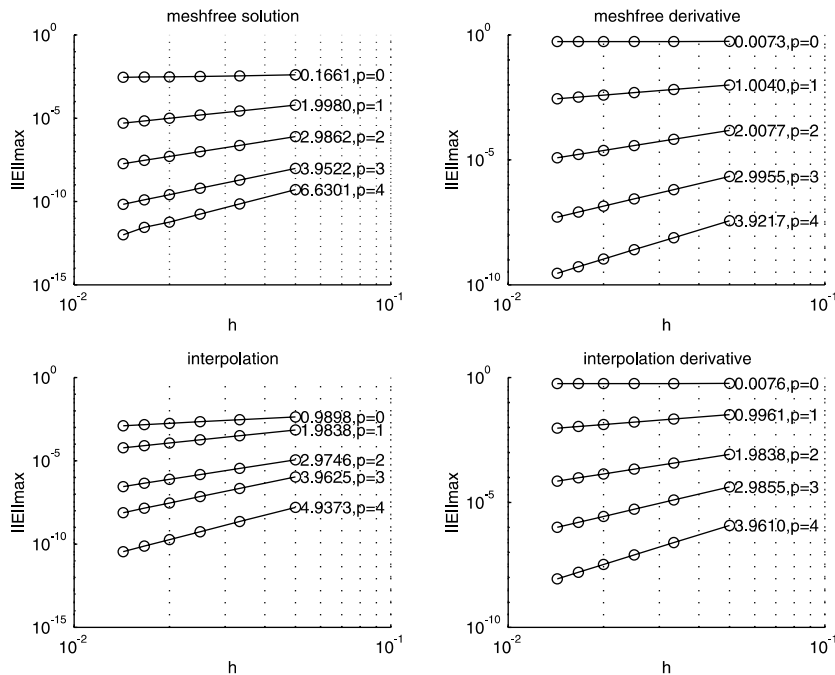 meshfree solution
10^0
10^-5
10^-10
10^-15
||E||max
0.1661,p=0
1.9980,p=1
2.9862,p=2
3.9522,p=3
6.6301,p=4
10^-2
10^-1
h
meshfree derivative
10^0
10^-5
10^-10
||E||max
0.0073,p=0
1.0040,p=1
2.0077,p=2
2.9955,p=3
3.9217,p=4
10^-2
10^-1
h
interpolation
10^0
10^-5
10^-10
10^-15
||E||max
0.9898,p=0
1.9838,p=1
2.9746,p=2
3.9625,p=3
4.9373,p=4
10^-2
10^-1
h
interpolation derivative
10^0
10^-5
10^-10
||E||max
0.0076,p=0
0.9961,p=1
1.9838,p=2
2.9855,p=3
3.9610,p=4
10^-2
10^-1
h